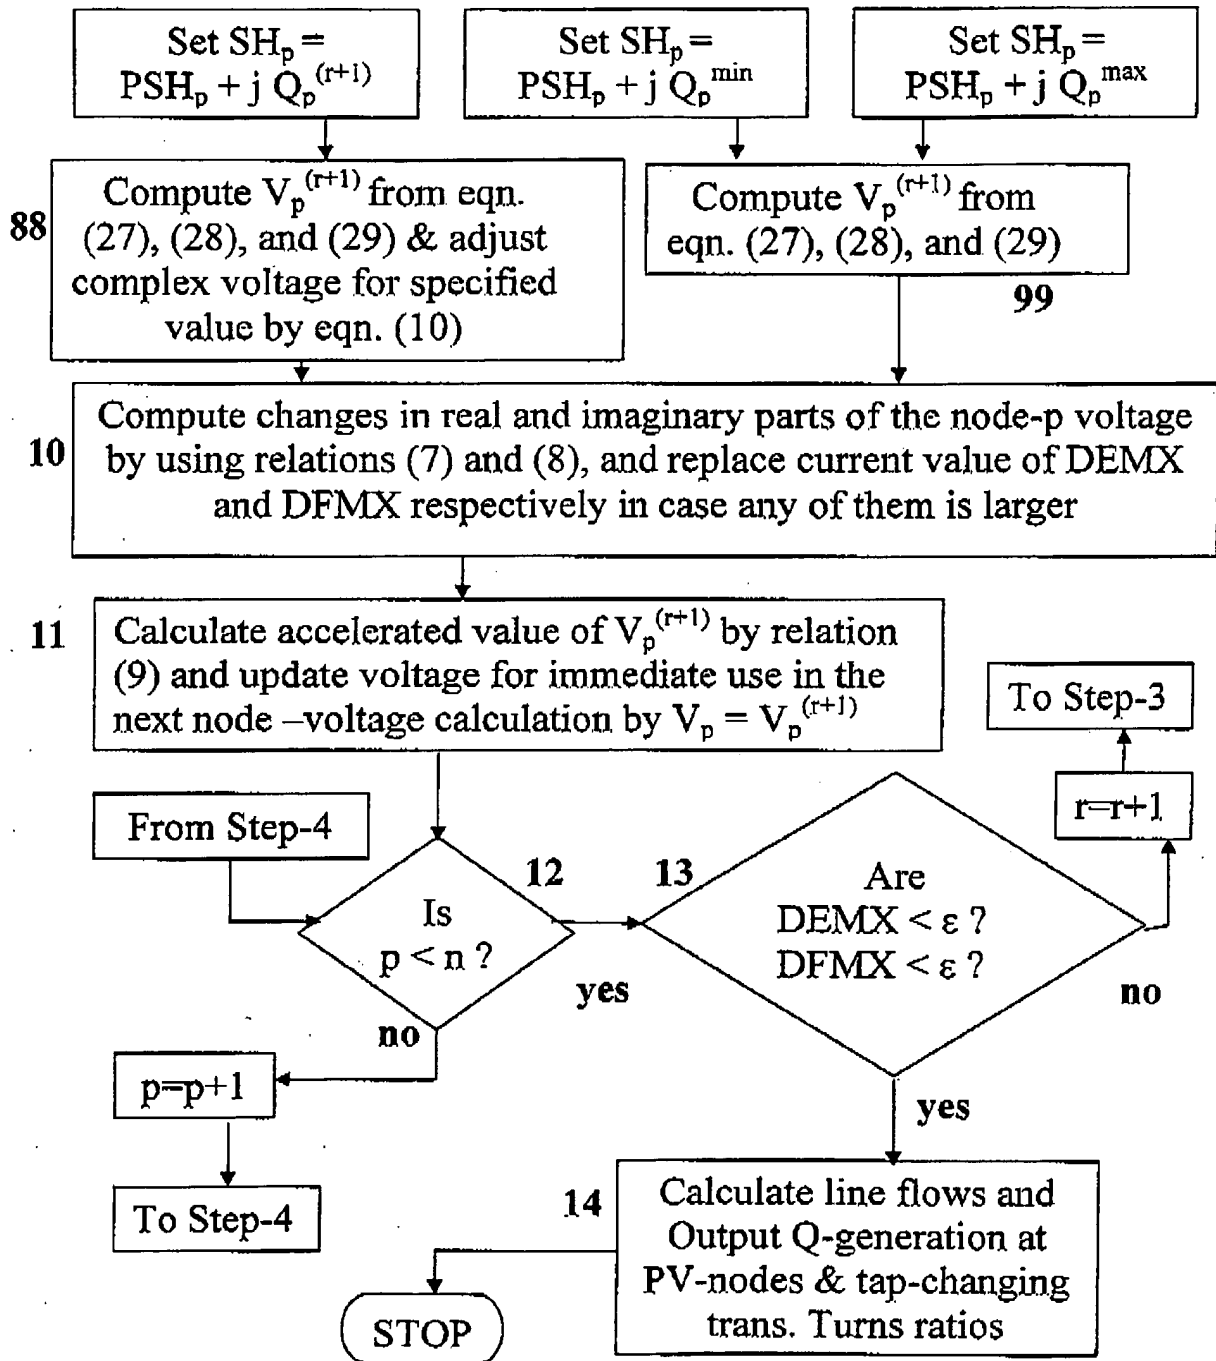 Set SHₚ =
PSHₚ + j Qₚ⁽ʳ⁺¹⁾
Set SHₚ =
PSHₚ + j Qₚᵐⁱⁿ
Set SHₚ =
PSHₚ + j Qₚᵐᵃˣ
88
Compute Vₚ⁽ʳ⁺¹⁾ from eqn.
(27), (28), and (29) & adjust
complex voltage for specified
value by eqn. (10)
Compute Vₚ⁽ʳ⁺¹⁾ from
eqn. (27), (28), and (29)
99
10
Compute changes in real and imaginary parts of the node-p voltage
by using relations (7) and (8), and replace current value of DEMX
and DFMX respectively in case any of them is larger
11
Calculate accelerated value of Vₚ⁽ʳ⁺¹⁾ by relation
(9) and update voltage for immediate use in the
next node –voltage calculation by Vₚ = Vₚ⁽ʳ⁺¹⁾
To Step-3
r=r+1
From Step-4
12
Is
p < n ?
yes
no
13
Are
DEMX < ε ?
DFMX < ε ?
no
yes
p=p+1
To Step-4
14
Calculate line flows and
Output Q-generation at
PV-nodes & tap-changing
trans. Turns ratios
STOP